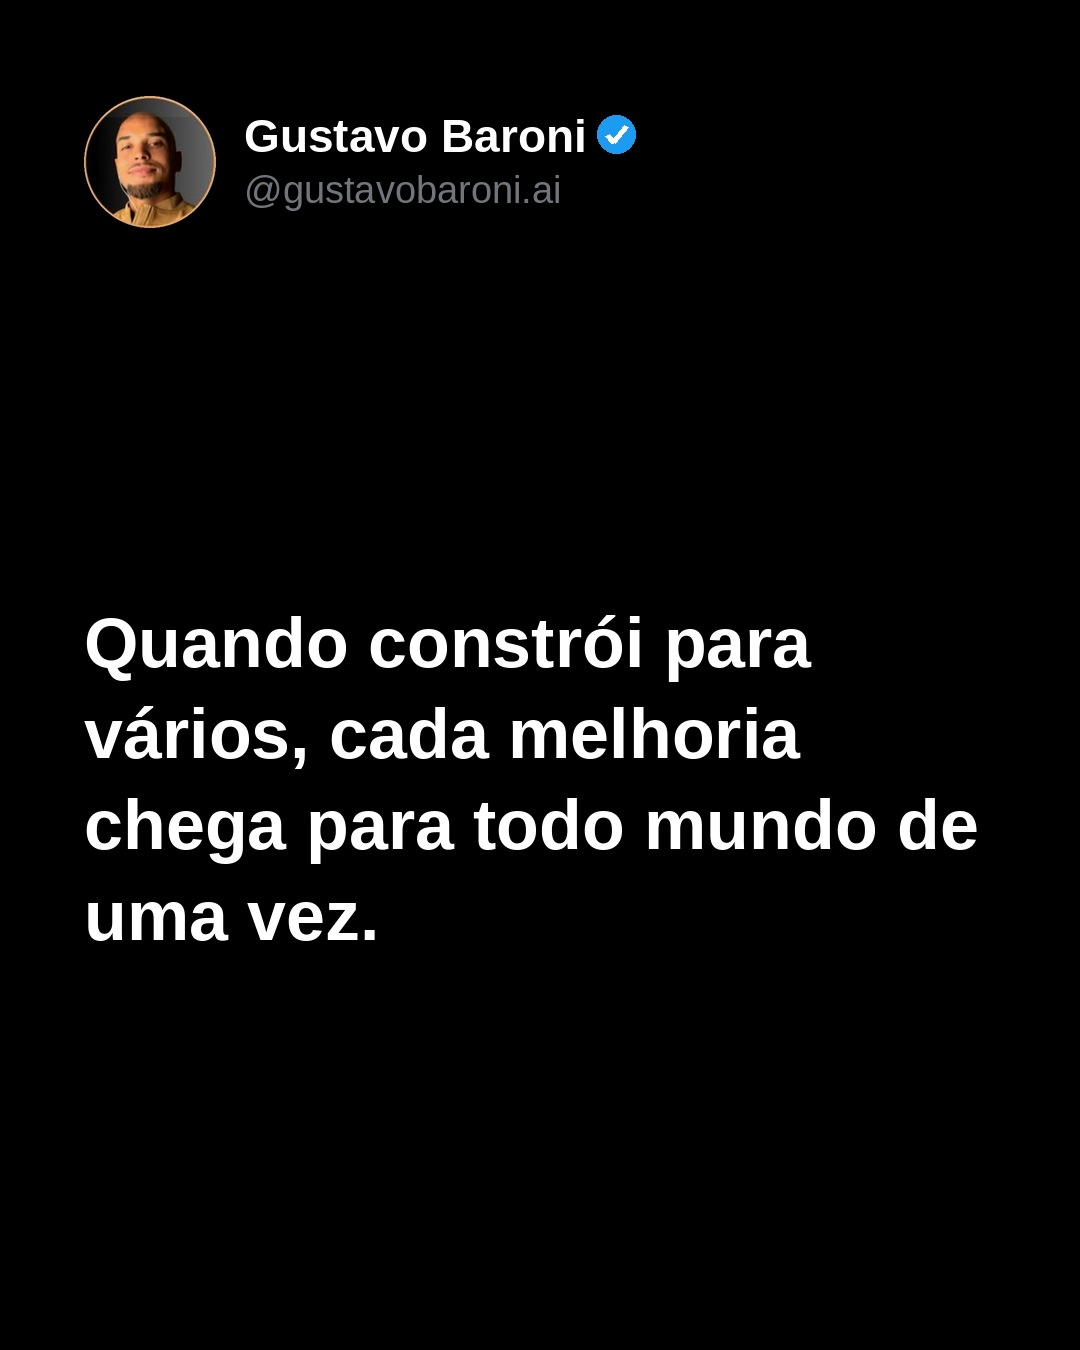 Gustavo Baroni
@gustavobaroni.ai
Quando constrói para
vários, cada melhoria
chega para todo mundo de
uma vez.